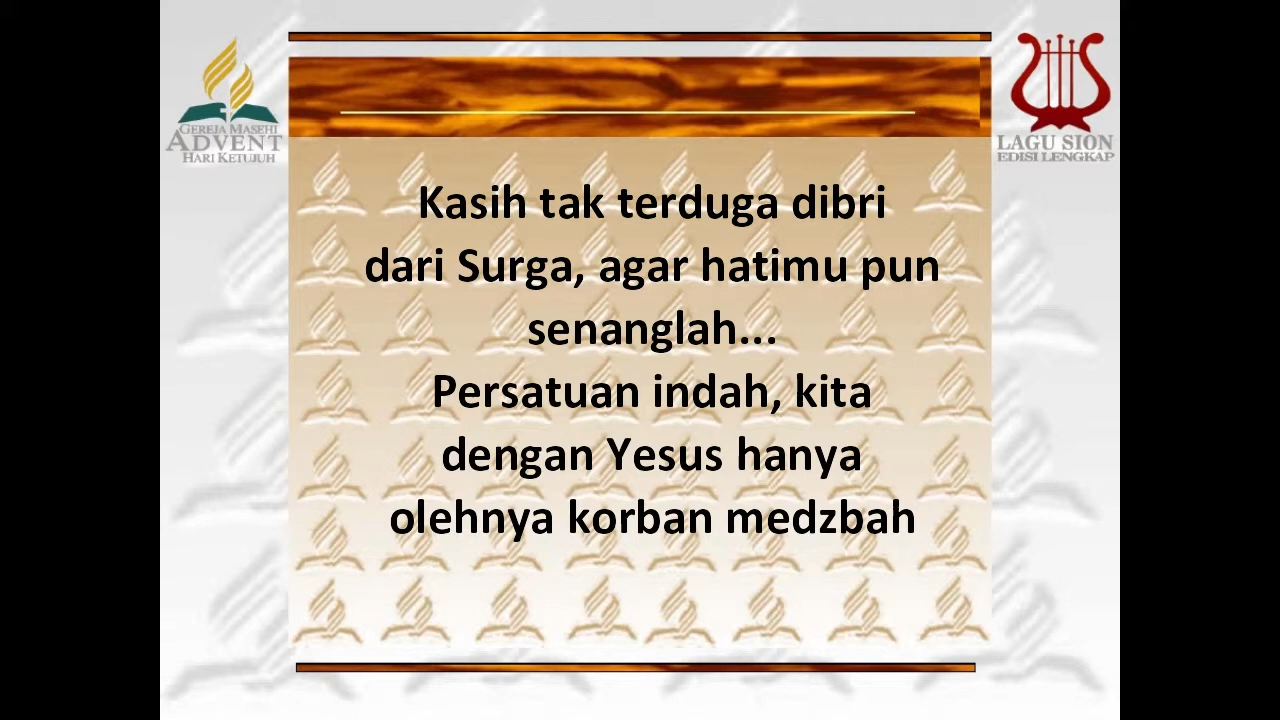 GEREJA MASEHI
ADVENT
HARI KETUJUH
LAGU SION
EDISI LENGKAP
Kasih tak terduga dibri
dari Surga, agar hatimu pun
senanglah...
Persatuan indah, kita
dengan Yesus hanya
olehnya korban medzbah